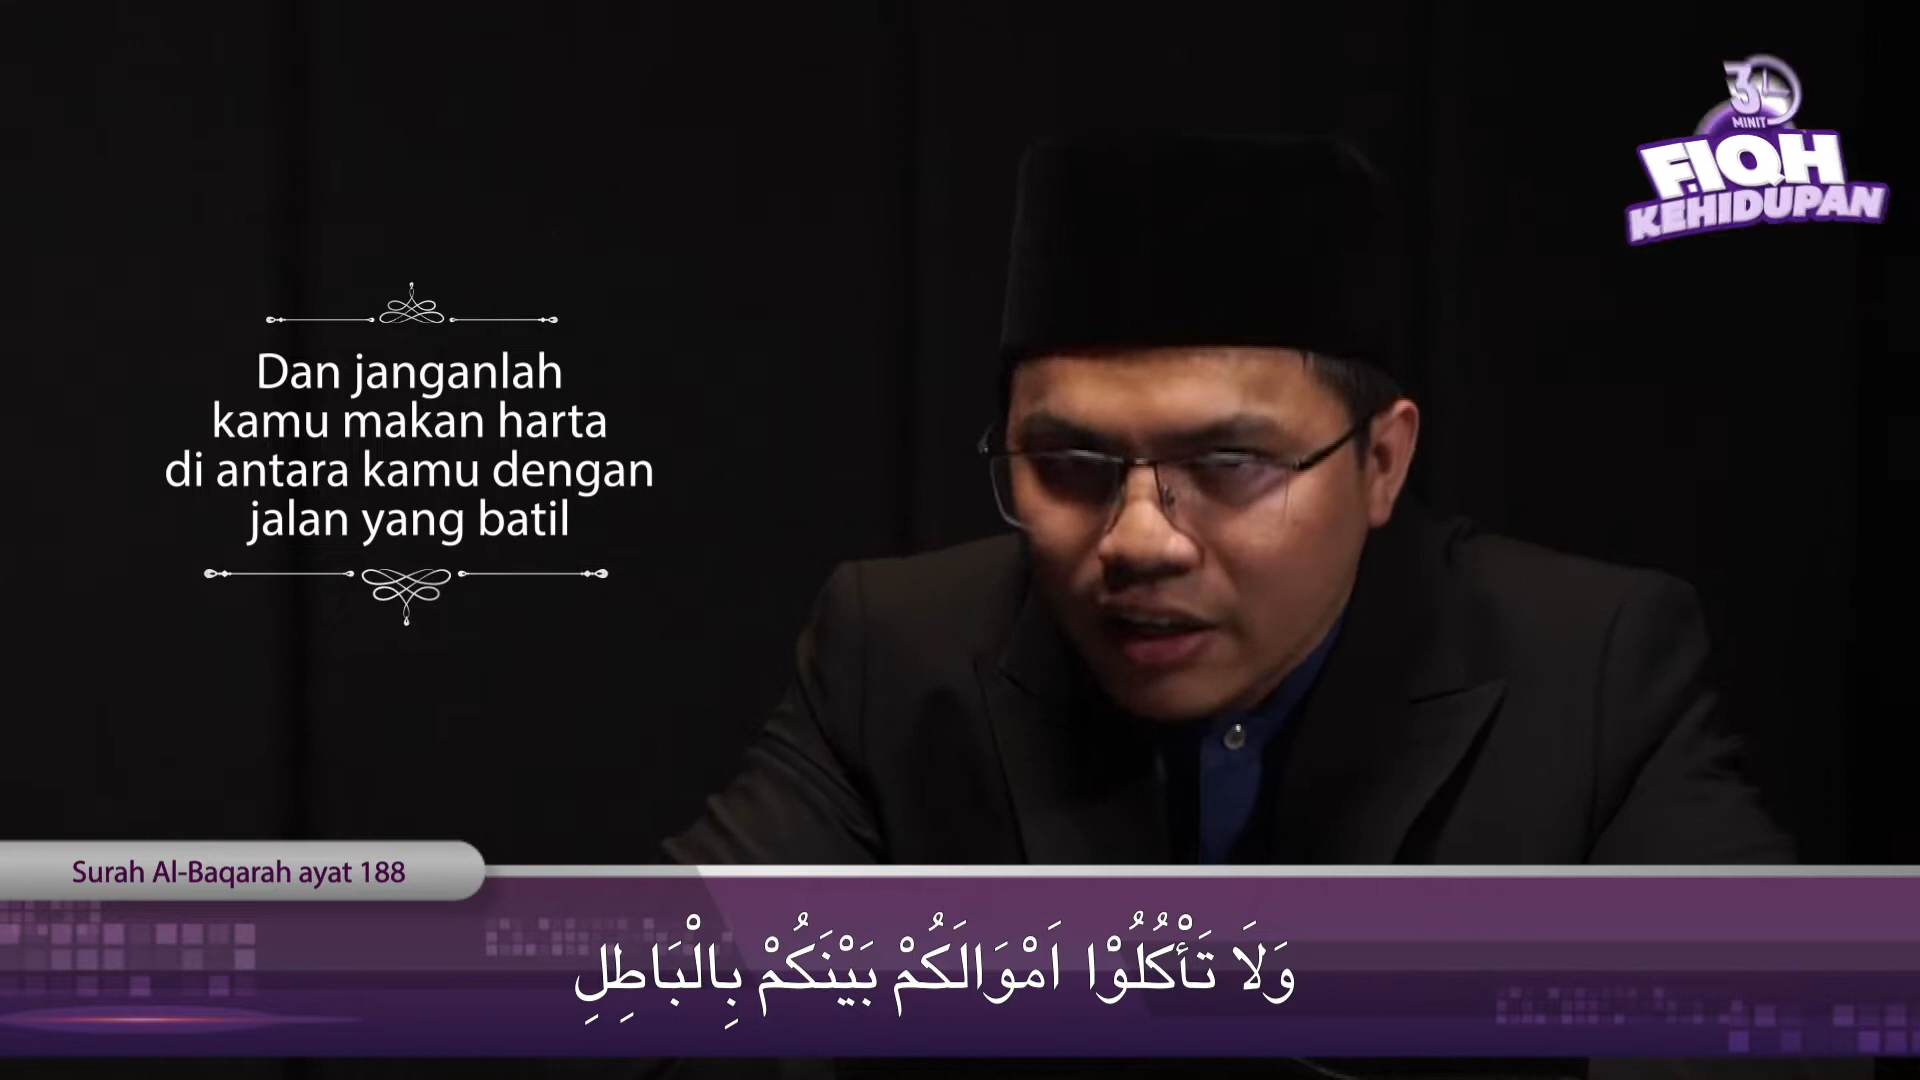 3
MINIT
FIQH
KEHIDUPAN
Dan janganlah
kamu makan harta
di antara kamu dengan
jalan yang batil
Surah Al-Baqarah ayat 188
وَلَا تَأْكُلُوْا اَمْوَالَكُمْ بَيْنَكُمْ بِالْبَاطِلِ